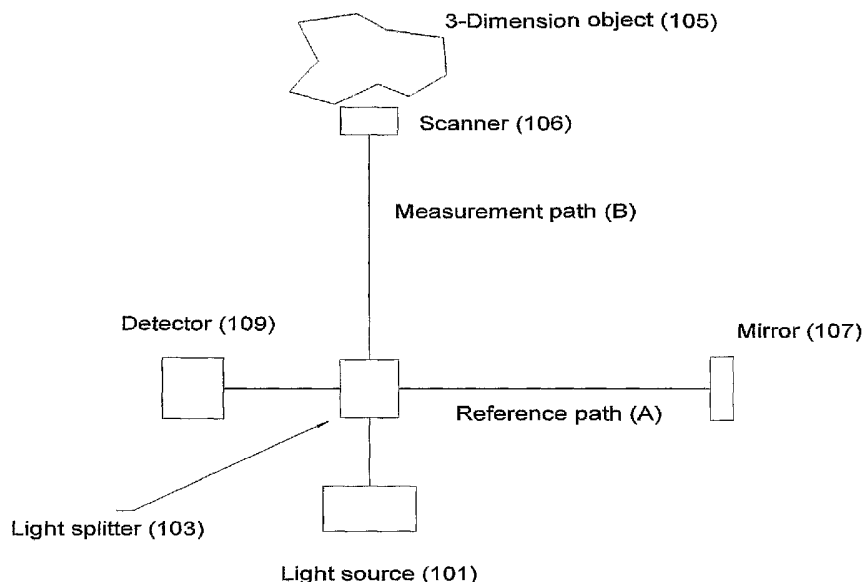 3-Dimension object (105)
Scanner (106)
Measurement path (B)
Detector (109)
Mirror (107)
Reference path (A)
Light splitter (103)
Light source (101)